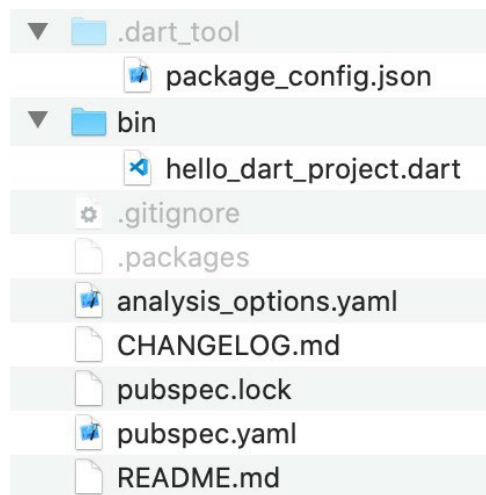 .dart_tool
package_config.json
bin
hello_dart_project.dart
.gitignore
.packages
analysis_options.yaml
CHANGELOG.md
pubspec.lock
pubspec.yaml
README.md